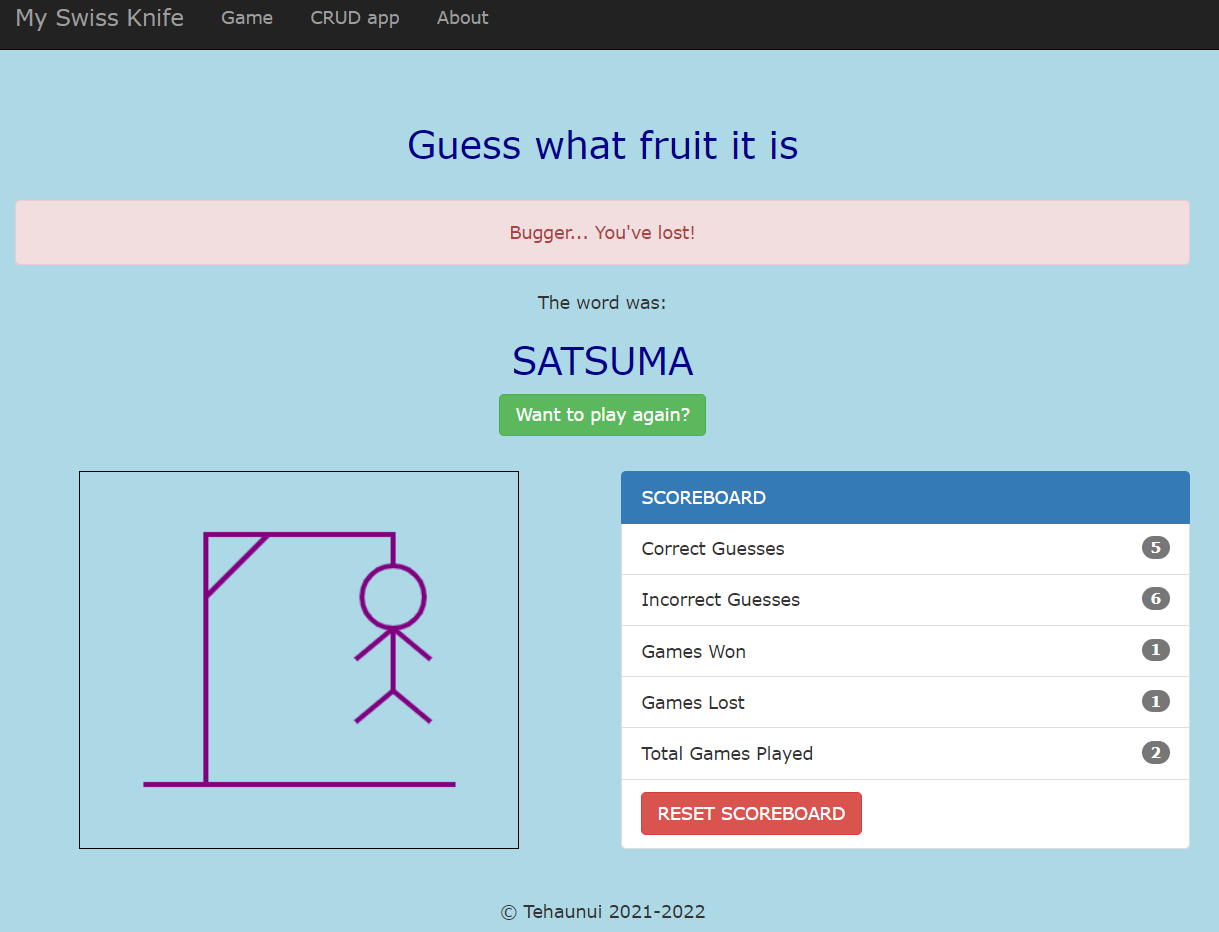 My Swiss Knife Game CRUD app About
Guess what fruit it is
Bugger... You've lost!
The word was:
SATSUMA
Want to play again?
SCOREBOARD
Correct Guesses 5
Incorrect Guesses 6
Games Won 1
Games Lost 1
Total Games Played 2
RESET SCOREBOARD
© Tehaunui 2021-2022